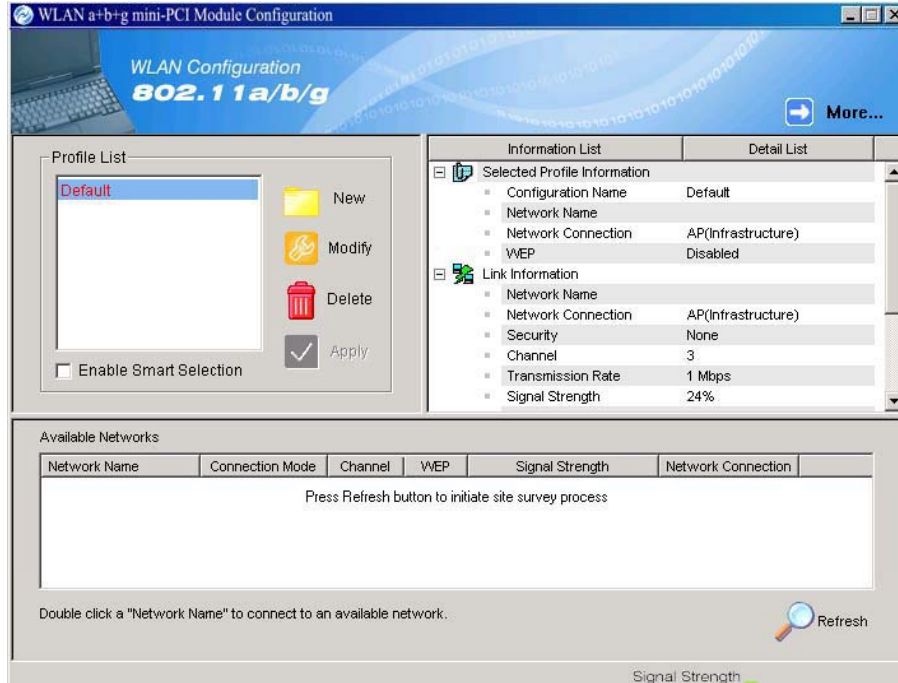 WLAN a+b+g mini-PCI Module Configuration
WLAN Configuration
802.11a/b/g
More...
Profile List
Default
New
Modify
Delete
Apply
Enable Smart Selection
Information List Detail List
Selected Profile Information
Configuration Name Default
Network Name
Network Connection AP(Infrastructure)
WEP Disabled
Link Information
Network Name
Network Connection AP(Infrastructure)
Security None
Channel 3
Transmission Rate 1 Mbps
Signal Strength 24%
Available Networks
Network Name Connection Mode Channel WEP Signal Strength Network Connection
Press Refresh button to initiate site survey process
Double click a "Network Name" to connect to an available network.
Refresh
Signal Strength